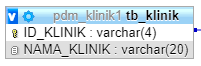 pdm_klinik1 tb_klinik
ID_KLINIK : varchar(4)
NAMA_KLINIK : varchar(20)